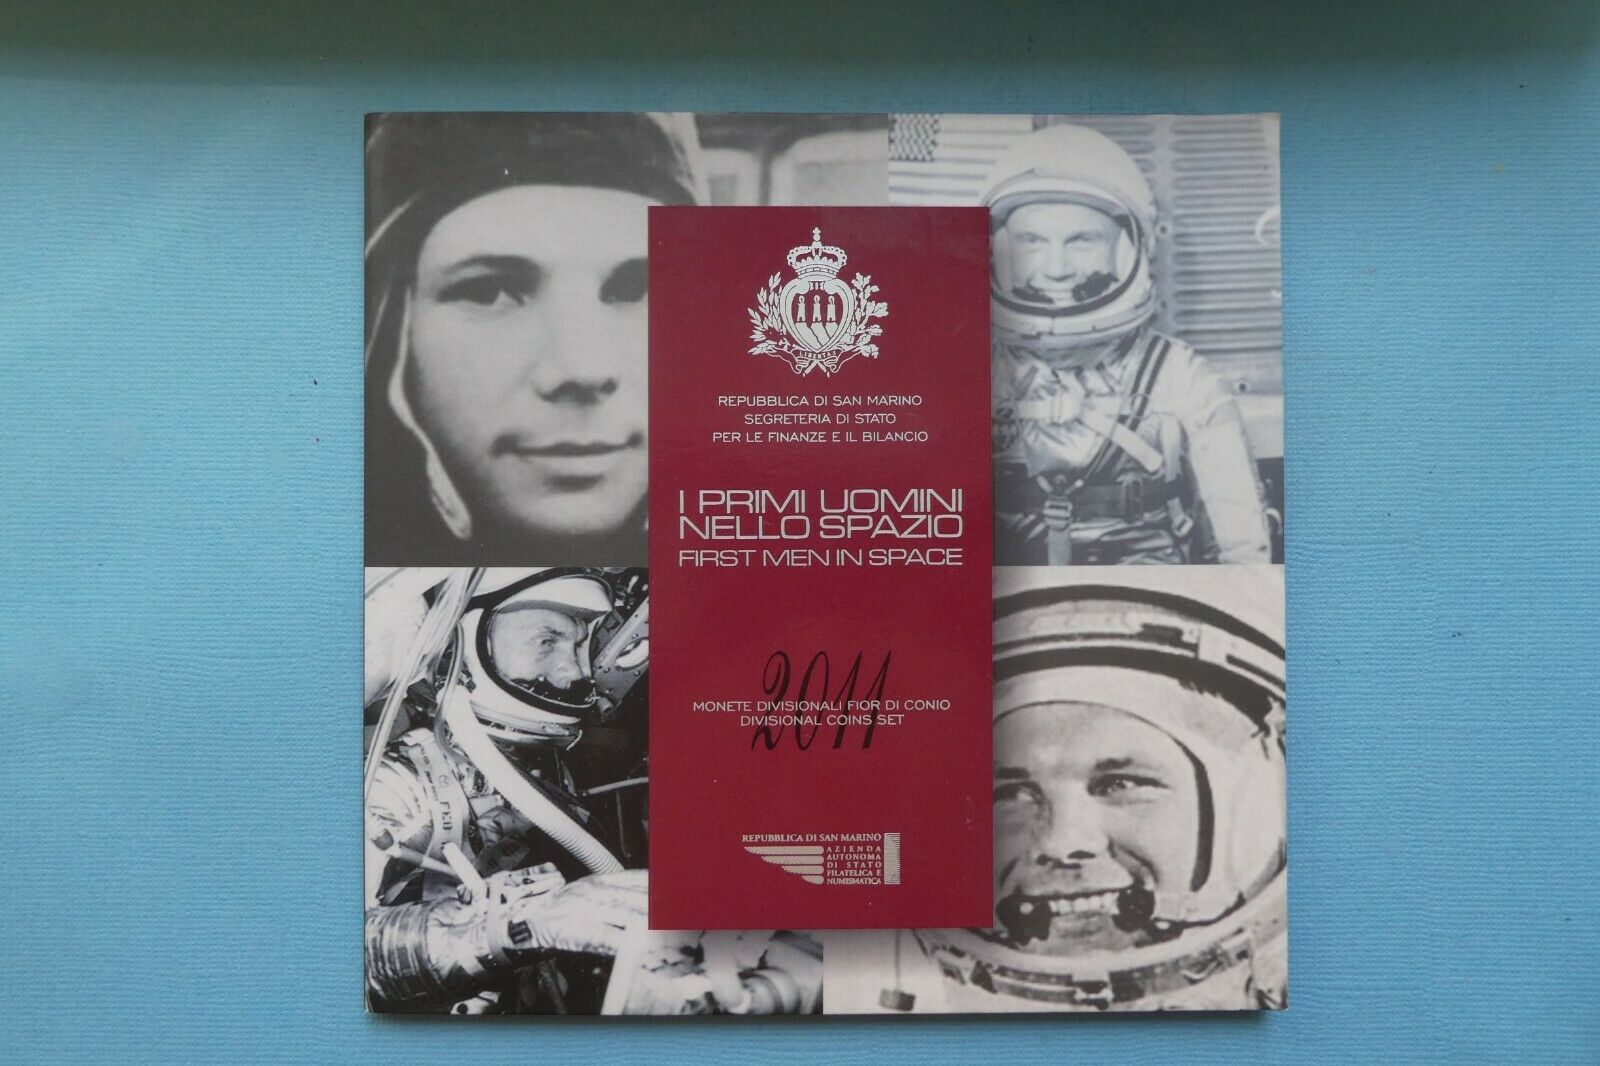 LIBERTAS
REPUBBLICA DI SAN MARINO
SEGRETERIA DI STATO
PER LE FINANZE E IL BILANCIO
I PRIMI UOMINI
NELLO SPAZIO
FIRST MEN IN SPACE
2011
MONETE DIVISIONALI FIOR DI CONIO
DIVISIONAL COINS SET
REPUBBLICA DI SAN MARINO
AZIENDA
AUTONOMA
DI STATO
FILATELICA E
NUMISMATICA